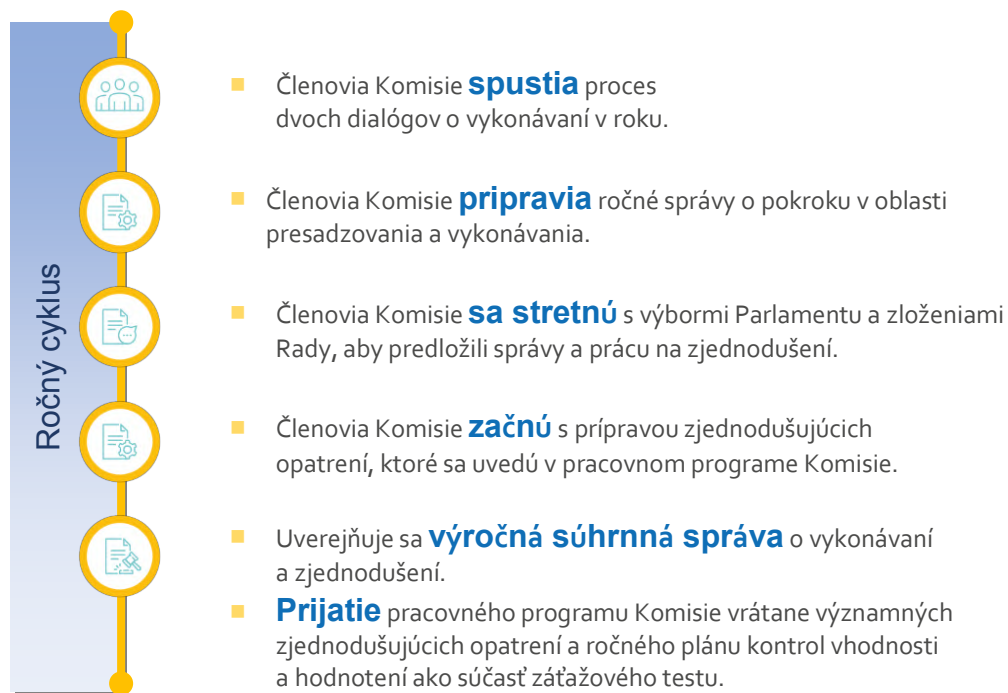 Ročný cyklus
Členovia Komisie spustia proces
dvoch dialógov o vykonávaní v roku.
Členovia Komisie pripravia ročné správy o pokroku v oblasti
presadzovania a vykonávania.
Členovia Komisie sa stretnú s výbormi Parlamentu a zloženiami
Rady, aby predložili správy a prácu na zjednodušení.
Členovia Komisie začnú s prípravou zjednodušujúcich
opatrení, ktoré sa uvedú v pracovnom programe Komisie.
Uverejňuje sa výročná súhrnná správa o vykonávaní
a zjednodušení.
Prijatie pracovného programu Komisie vrátane významných
zjednodušujúcich opatrení a ročného plánu kontrol vhodnosti
a hodnotení ako súčasť záťažového testu.